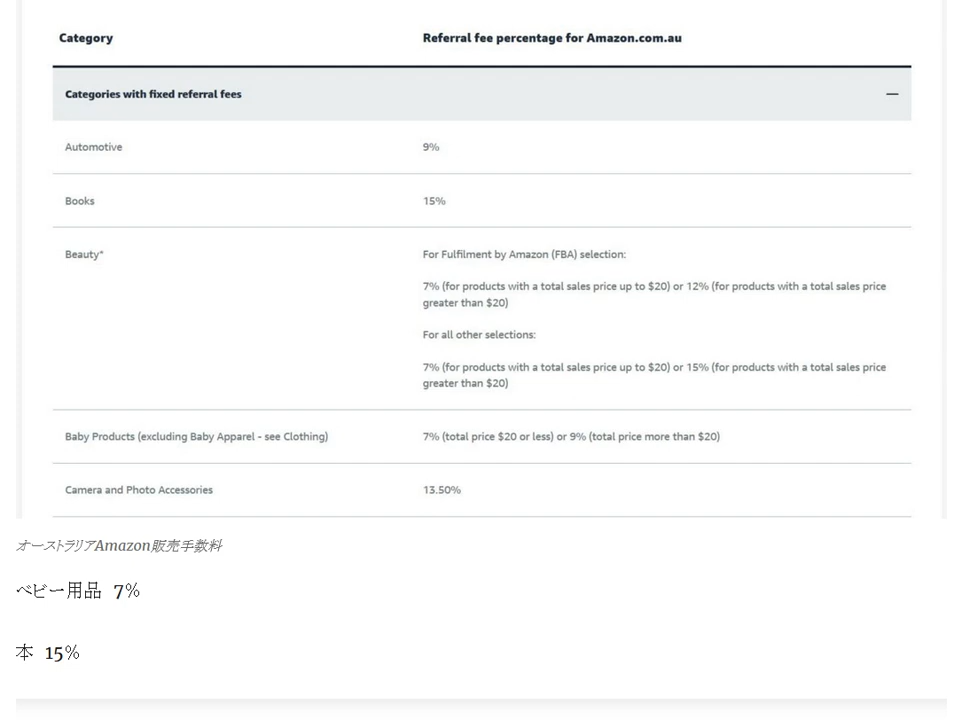 Category Referral fee percentage for Amazon.com.au
Categories with fixed referral fees
Automotive 9%
Books 15%
Beauty* For Fulfilment by Amazon (FBA) selection:
7% (for products with a total sales price up to $20) or 12% (for products with a total sales price
greater than $20)
For all other selections:
7% (for products with a total sales price up to $20) or 15% (for products with a total sales price
greater than $20)
Baby Products (excluding Baby Apparel - see Clothing) 7% (total price $20 or less) or 9% (total price more than $20)
Camera and Photo Accessories 13.50%
オーストラリアAmazon販売手数料
ベビー用品 7%
本 15%